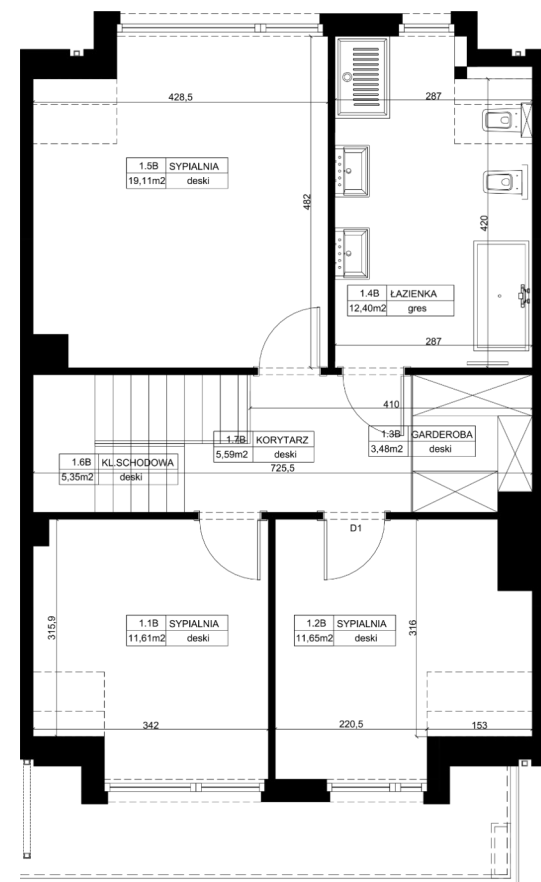 428,5
287
1.5B SYPIALNIA
19,11m2 deski
482
420
1.4B ŁAZIENKA
12,40m2 gres
287
410
1.7B KORYTARZ
5,59m2 deski
1.3B GARDEROBA
3,48m2 deski
1.6B KL.SCHODOWA
5,35m2 deski
725,5
D1
1.1B SYPIALNIA
11,61m2 deski
1.2B SYPIALNIA
11,65m2 deski
315,9
316
342
220,5
153